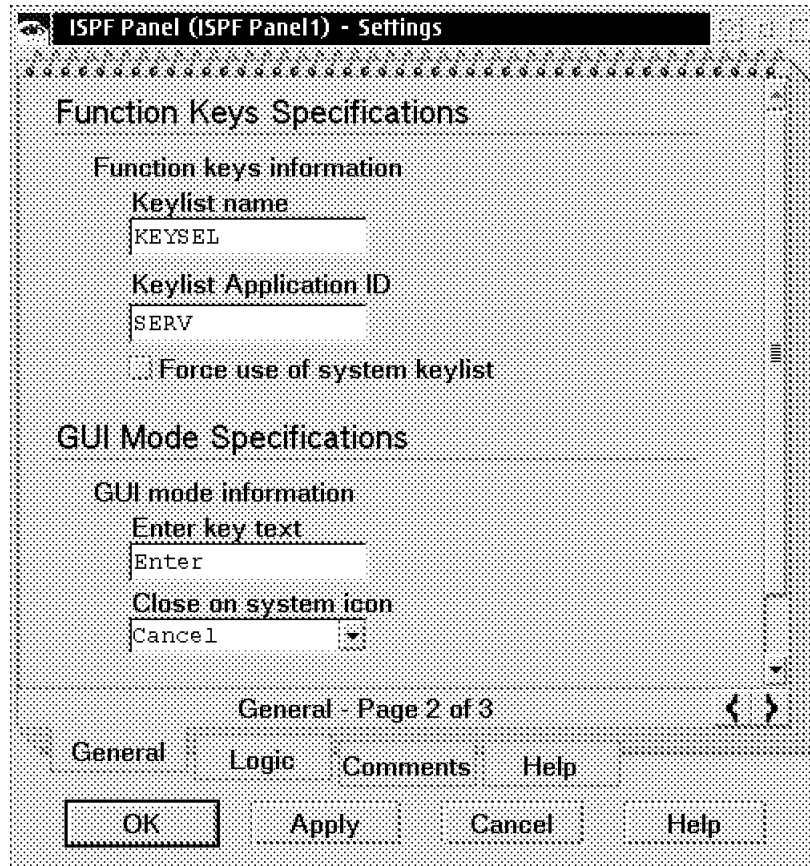 ISPF Panel (ISPF Panel1) - Settings
Function Keys Specifications
Function keys information
Keylist name
KEYSEL
Keylist Application ID
SERV
Force use of system keylist
GUI Mode Specifications
GUI mode information
Enter key text
Enter
Close on system icon
Cancel
General - Page 2 of 3
General Logic Comments Help
OK Apply Cancel Help